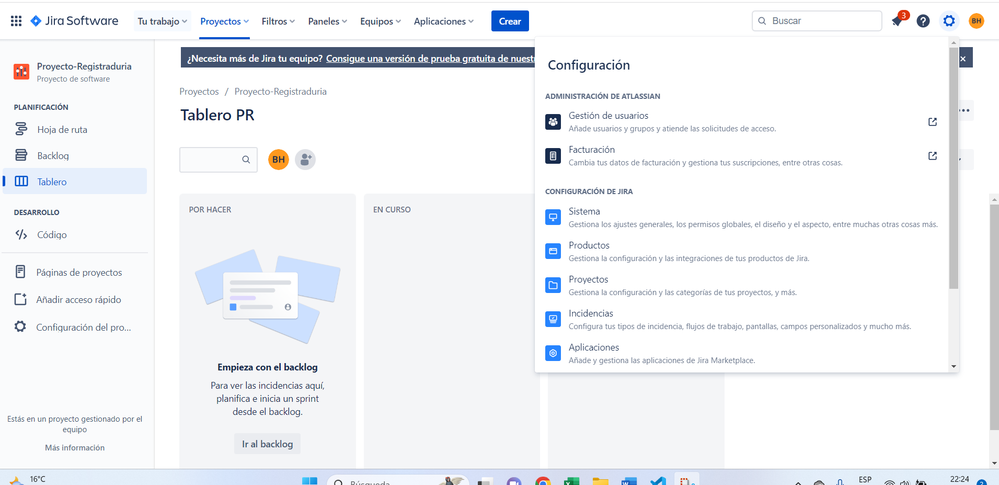 Jira Software
Tu trabajo
Proyectos
Filtros
Paneles
Equipos
Aplicaciones
Crear
Buscar
3
BH
Proyecto-Registraduria
Proyecto de software
PLANIFICACIÓN
Hoja de ruta
Backlog
Tablero
DESARROLLO
Código
Páginas de proyectos
Añadir acceso rápido
Configuración del pro...
Estás en un proyecto gestionado por el
equipo
Más información
¿Necesita más de Jira tu equipo? Consigue una versión de prueba gratuita de nuestr
Proyectos / Proyecto-Registraduria
Tablero PR
BH
POR HACER
EN CURSO
Empieza con el backlog
Para ver las incidencias aquí,
planifica e inicia un sprint
desde el backlog.
Ir al backlog
Configuración
ADMINISTRACIÓN DE ATLASSIAN
Gestión de usuarios
Añade usuarios y grupos y atiende las solicitudes de acceso.
Facturación
Cambia tus datos de facturación y gestiona tus suscripciones, entre otras cosas.
CONFIGURACIÓN DE JIRA
Sistema
Gestiona los ajustes generales, los permisos globales, el diseño y el aspecto, entre muchas otras cosas más.
Productos
Gestiona la configuración y las integraciones de tus productos de Jira.
Proyectos
Gestiona la configuración y las categorías de tus proyectos, y más.
Incidencias
Configura tus tipos de incidencia, flujos de trabajo, pantallas, campos personalizados y mucho más.
Aplicaciones
Añade y gestiona las aplicaciones de Jira Marketplace.
16°C
Búsqueda
ESP
22:24
2